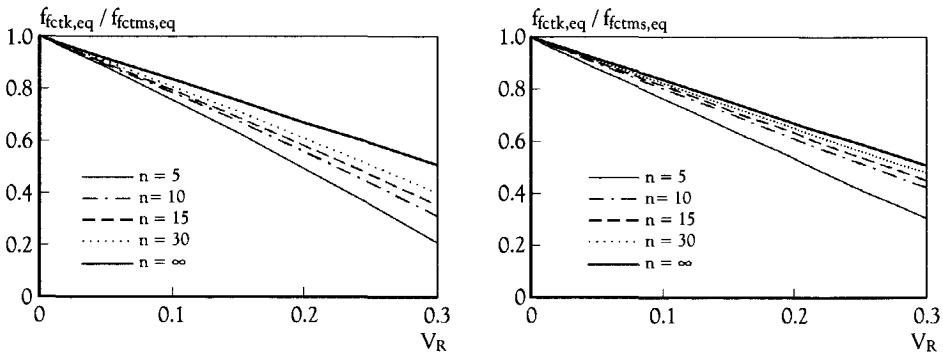 f_fctk,eq / f_fctms,eq
1.0
0.8
0.6
0.4
0.2
0
n = 5
n = 10
n = 15
n = 30
n = ∞
0 0.1 0.2 0.3
V_R
f_fctk,eq / f_fctms,eq
1.0
0.8
0.6
0.4
0.2
0
n = 5
n= 10
n = 15
n = 30
n = ∞
0 0.1 0.2 0.3
V_R